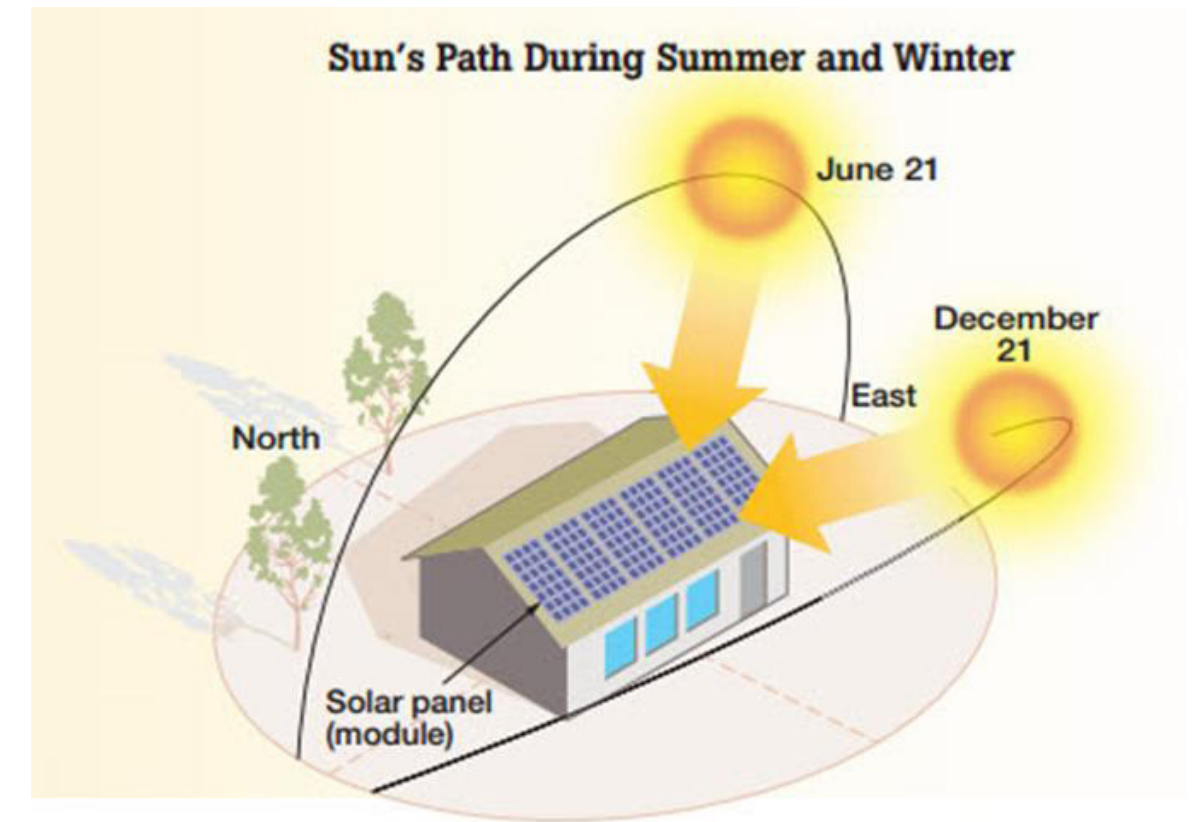 Sun's Path During Summer and Winter
June 21
December
21
East
North
Solar panel
(module)